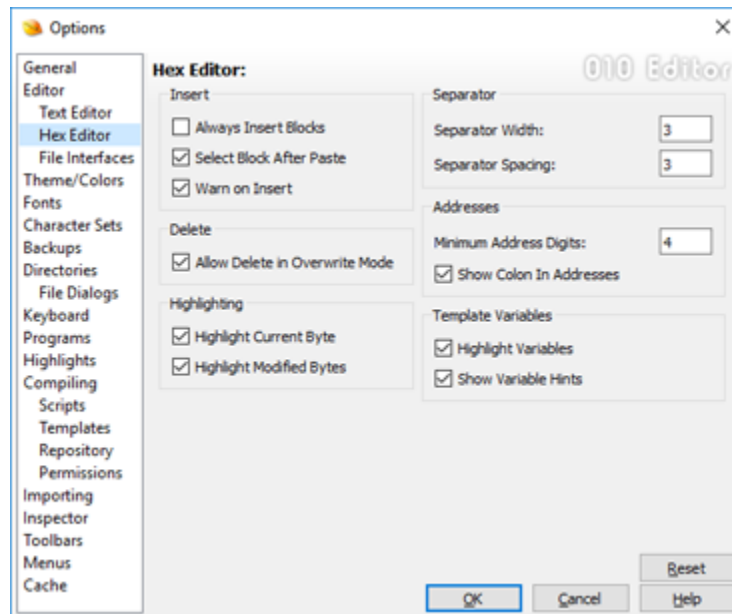 Options
General
Editor
Text Editor
Hex Editor
File Interfaces
Theme/Colors
Fonts
Character Sets
Backups
Directories
File Dialogs
Keyboard
Programs
Highlights
Compiling
Scripts
Templates
Repository
Permissions
Importing
Inspector
Toolbars
Menus
Cache
Hex Editor:
010 Editor
Insert
Always Insert Blocks
Select Block After Paste
Warn on Insert
Delete
Allow Delete in Overwrite Mode
Highlighting
Highlight Current Byte
Highlight Modified Bytes
Separator
Separator Width: 3
Separator Spacing: 3
Addresses
Minimum Address Digits: 4
Show Colon In Addresses
Template Variables
Highlight Variables
Show Variable Hints
Reset
OK Cancel Help